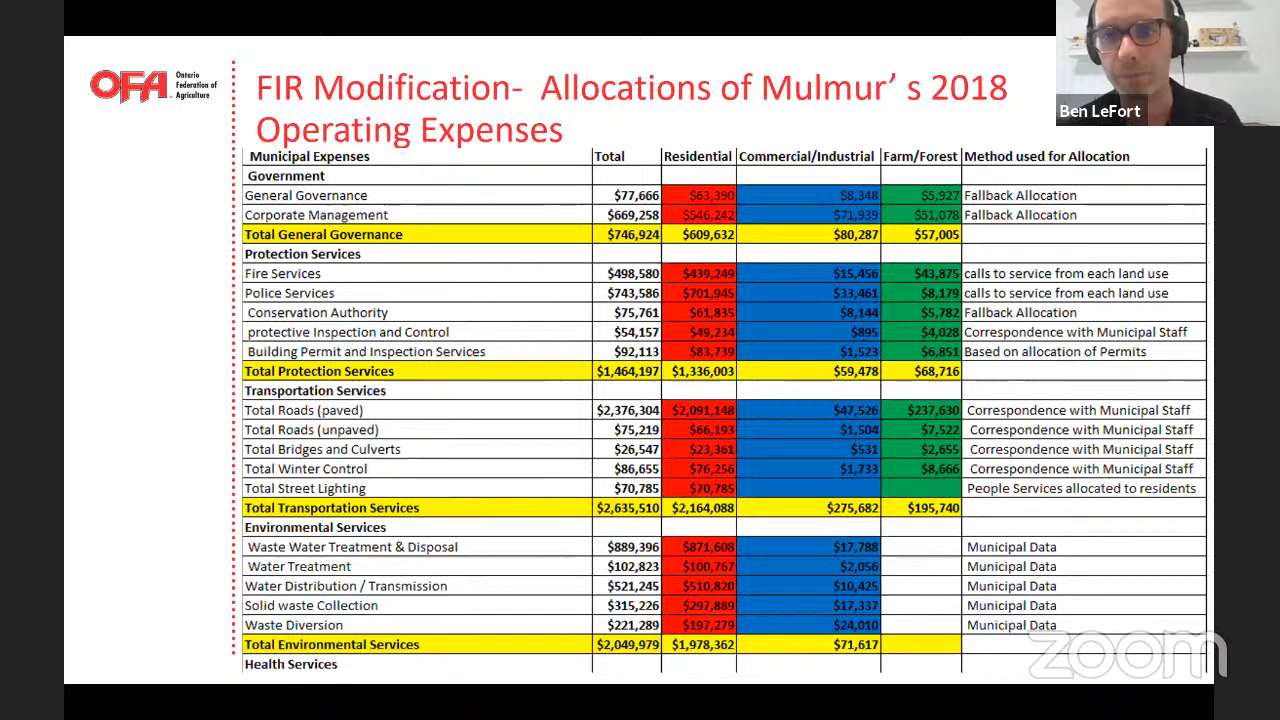 OFA Ontario Federation of Agriculture
FIR Modification- Allocations of Mulmur’ s 2018
Operating Expenses
Ben LeFort
Municipal Expenses Total Residential Commercial/Industrial Farm/Forest Method used for Allocation
Government
General Governance $77,666 $63,390 $8,348 $5,927 Fallback Allocation
Corporate Management $669,258 $546,242 $71,939 $51,078 Fallback Allocation
Total General Governance $746,924 $609,632 $80,287 $57,005
Protection Services
Fire Services $498,580 $439,249 $15,456 $43,875 calls to service from each land use
Police Services $743,586 $701,945 $33,461 $8,179 calls to service from each land use
Conservation Authority $75,761 $61,835 $8,144 $5,782 Fallback Allocation
protective Inspection and Control $54,157 $49,234 $895 $4,028 Correspondence with Municipal Staff
Building Permit and Inspection Services $92,113 $83,739 $1,523 $6,851 Based on allocation of Permits
Total Protection Services $1,464,197 $1,336,003 $59,478 $68,716
Transportation Services
Total Roads (paved) $2,376,304 $2,091,148 $47,526 $237,630 Correspondence with Municipal Staff
Total Roads (unpaved) $75,219 $66,193 $1,504 $7,522 Correspondence with Municipal Staff
Total Bridges and Culverts $26,547 $23,361 $531 $2,655 Correspondence with Municipal Staff
Total Winter Control $86,655 $76,256 $1,733 $8,666 Correspondence with Municipal Staff
Total Street Lighting $70,785 $70,785 People Services allocated to residents
Total Transportation Services $2,635,510 $2,164,088 $275,682 $195,740
Environmental Services
Waste Water Treatment & Disposal $889,396 $871,608 $17,788 Municipal Data
Water Treatment $102,823 $100,767 $2,056 Municipal Data
Water Distribution / Transmission $521,245 $510,820 $10,425 Municipal Data
Solid waste Collection $315,226 $297,889 $17,337 Municipal Data
Waste Diversion $221,289 $197,279 $24,010 Municipal Data
Total Environmental Services $2,049,979 $1,978,362 $71,617
Health Services
zoom